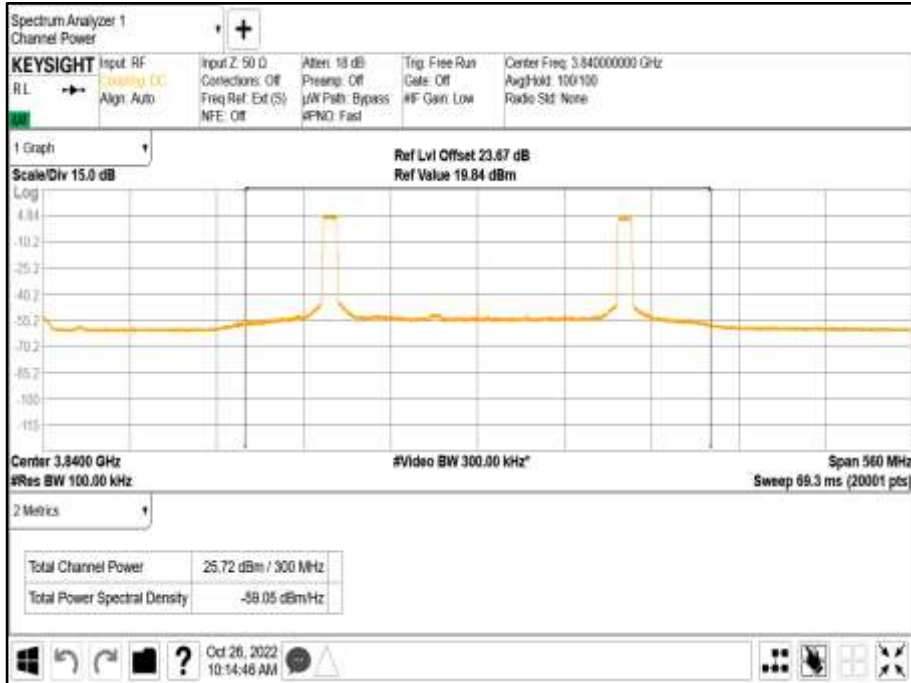 Spectrum Analyzer 1
Channel Power
+
KEYSIGHT
RL
Input: RF
Coupling: DC
Align: Auto
Input Z: 50 Ω
Corrections: Off
Freq Ref: Ext (S)
NFE: Off
Atten: 18 dB
Preamp: Off
µW Path: Bypass
#PNO: Fast
Trig: Free Run
Gate: Off
#IF Gain: Low
Center Freq: 3.840000000 GHz
Avg|Hold: 100/100
Radio Std: None
1 Graph
Scale/Div 15.0 dB
Ref Lvl Offset 23.67 dB
Ref Value 19.84 dBm
Log
4.84
-10.2
-25.2
-40.2
-55.2
-70.2
-85.2
-100
-115
Center 3.8400 GHz
#Res BW 100.00 kHz
#Video BW 300.00 kHz*
Span 560 MHz
Sweep 69.3 ms (20001 pts)
2 Metrics
Total Channel Power 25.72 dBm / 300 MHz
Total Power Spectral Density -59.05 dBm/Hz
?
Oct 26, 2022
10:14:46 AM